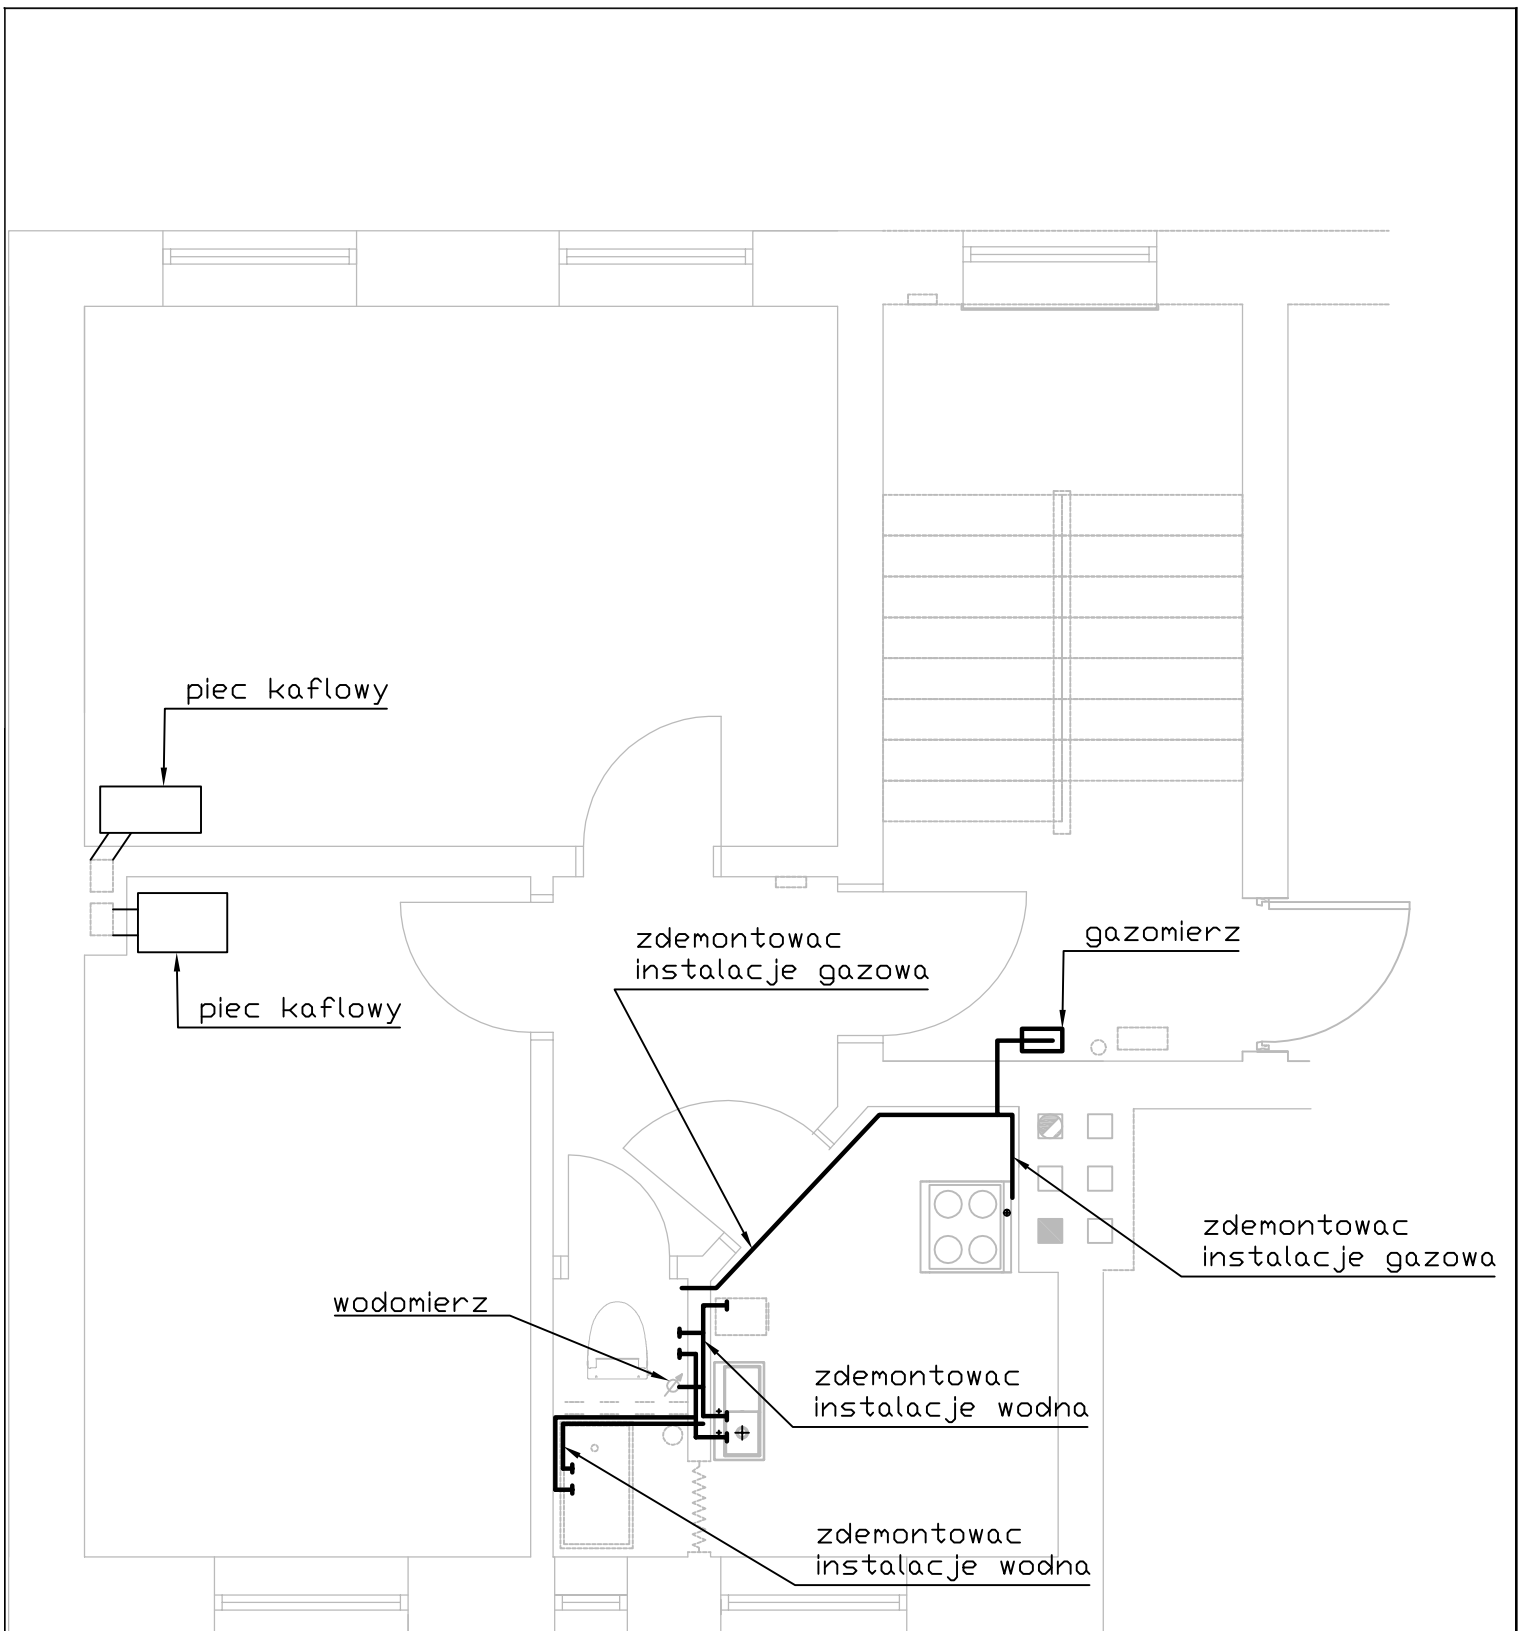 piec kaflowy
piec kaflowy
zdemontowac
instalacje gazowa
gazomierz
zdemontowac
instalacje gazowa
wodomierz
zdemontowac
instalacje wodna
zdemontowac
instalacje wodna